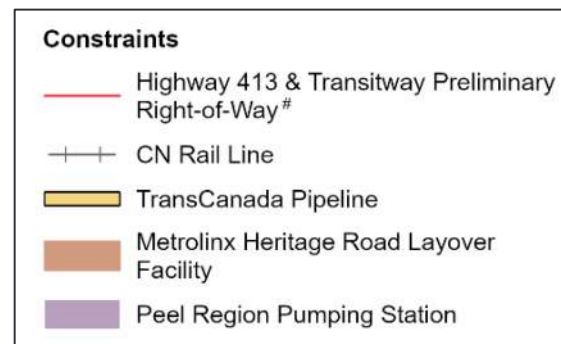 Constraints
Highway 413 & Transitway Preliminary
Right-of-Way#
CN Rail Line
TransCanada Pipeline
Metrolinx Heritage Road Layover
Facility
Peel Region Pumping Station